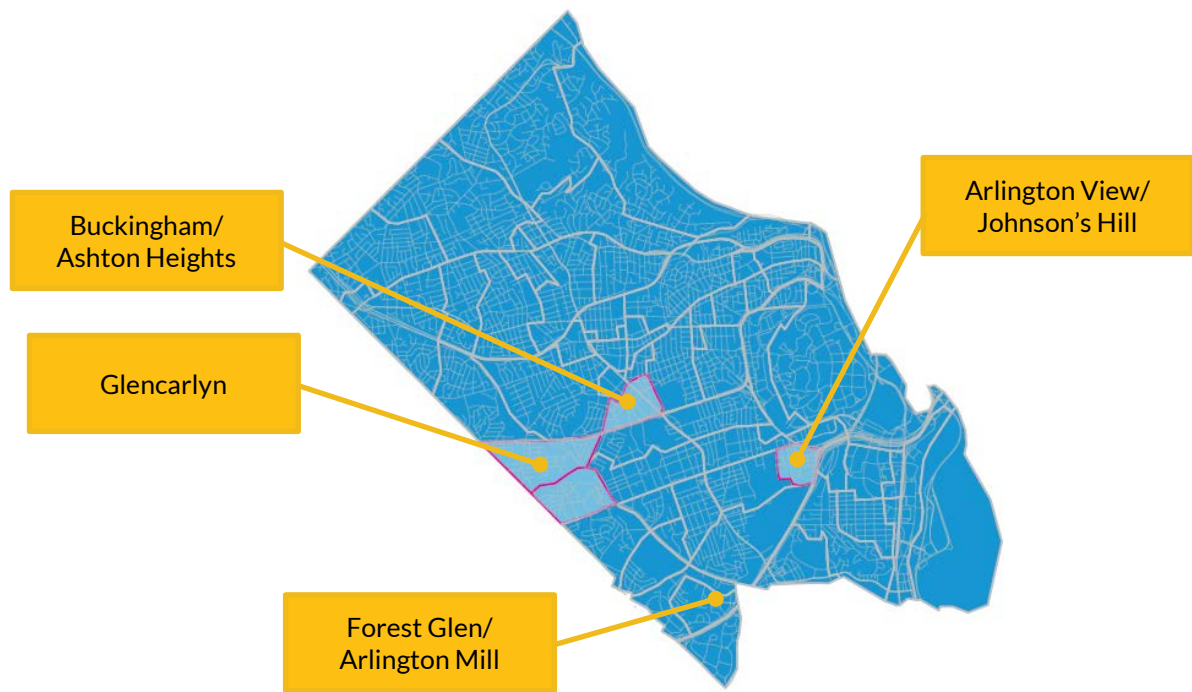 Buckingham/
Ashton Heights
Glencarlyn
Arlington View/
Johnson’s Hill
Forest Glen/
Arlington Mill